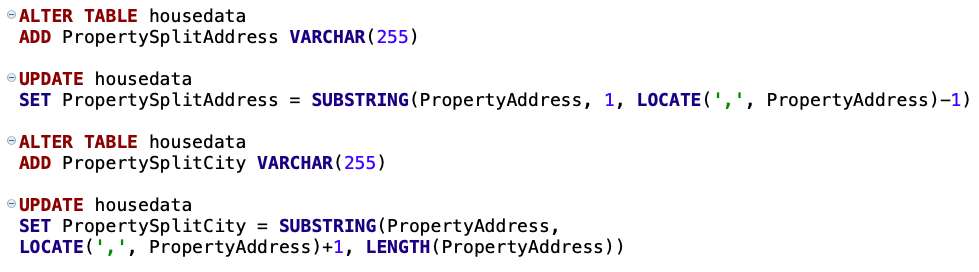 ALTER TABLE housedata
ADD PropertySplitAddress VARCHAR(255)
UPDATE housedata
SET PropertySplitAddress = SUBSTRING(PropertyAddress, 1, LOCATE(',', PropertyAddress)-1)
ALTER TABLE housedata
ADD PropertySplitCity VARCHAR(255)
UPDATE housedata
SET PropertySplitCity = SUBSTRING(PropertyAddress,
LOCATE(',', PropertyAddress)+1, LENGTH(PropertyAddress))